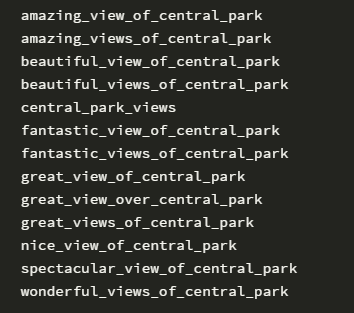 amazing_view_of_central_park
amazing_views_of_central_park
beautiful_view_of_central_park
beautiful_views_of_central_park
central_park_views
fantastic_view_of_central_park
fantastic_views_of_central_park
great_view_of_central_park
great_view_over_central_park
great_views_of_central_park
nice_view_of_central_park
spectacular_view_of_central_park
wonderful_views_of_central_park